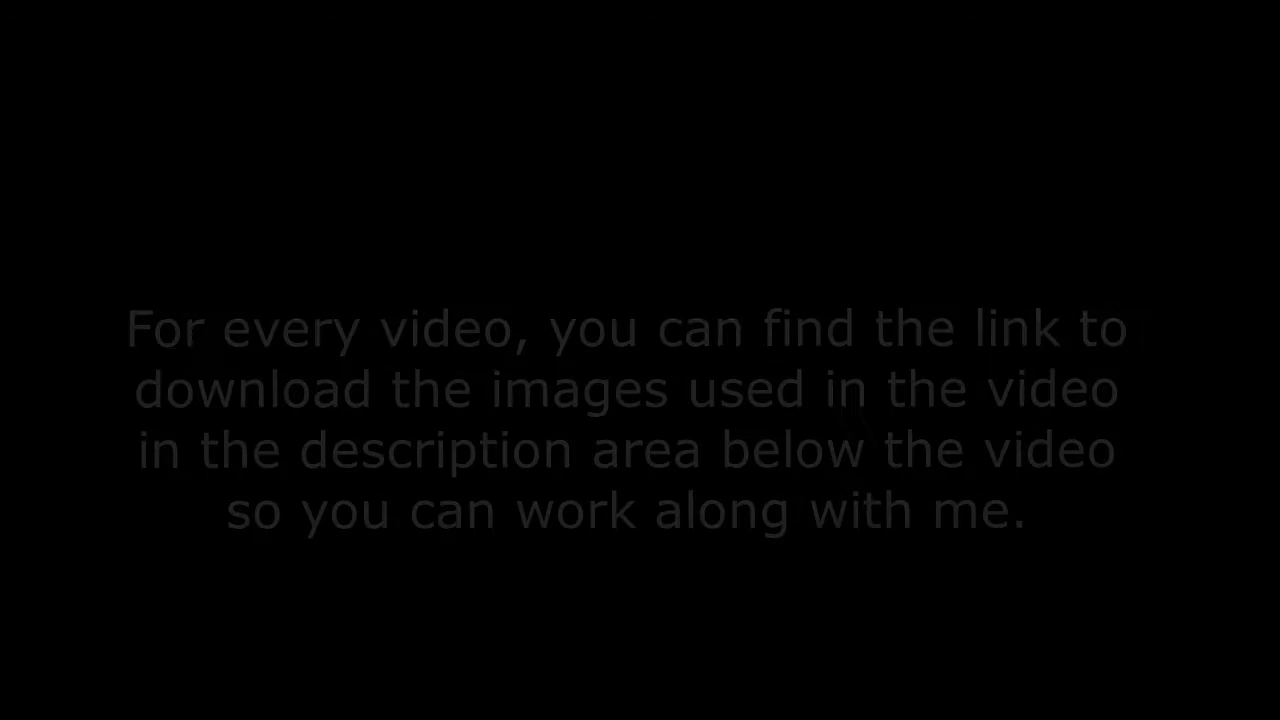 For every video, you can find the link to
download the images used in the video
in the description area below the video
so you can work along with me.